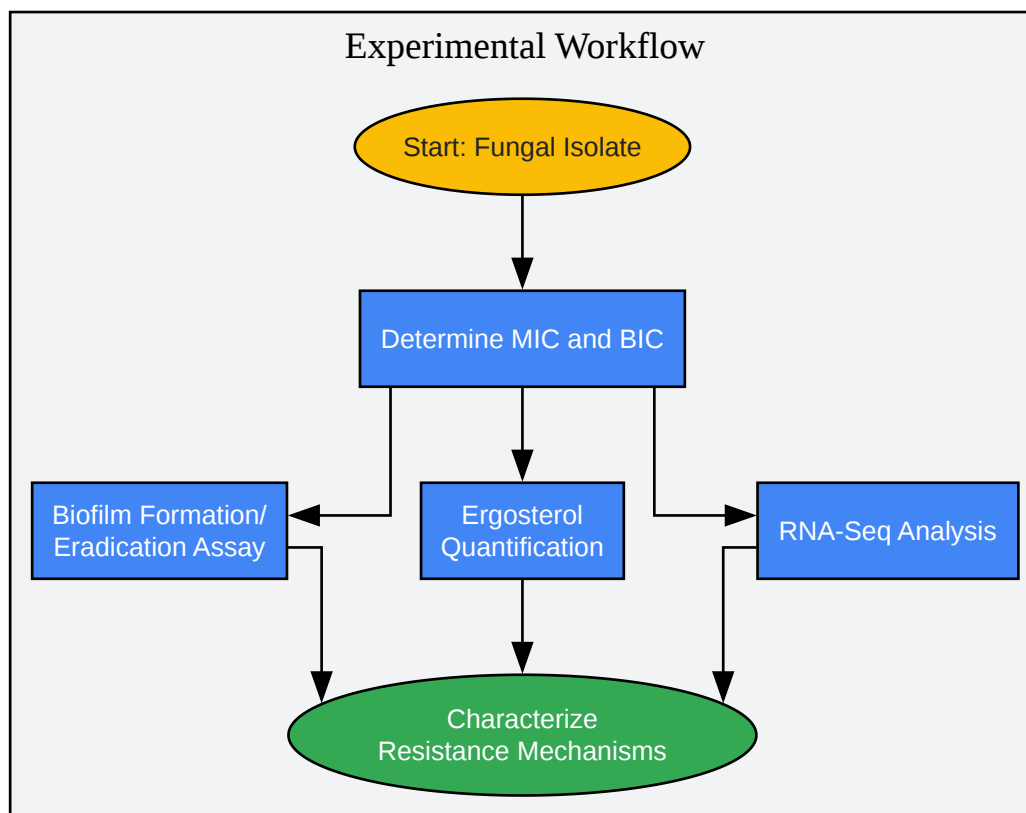 Experimental Workflow
Start: Fungal Isolate
Determine MIC and BIC
Biofilm Formation/
Eradication Assay
Ergosterol
Quantification
RNA-Seq Analysis
Characterize
Resistance Mechanisms